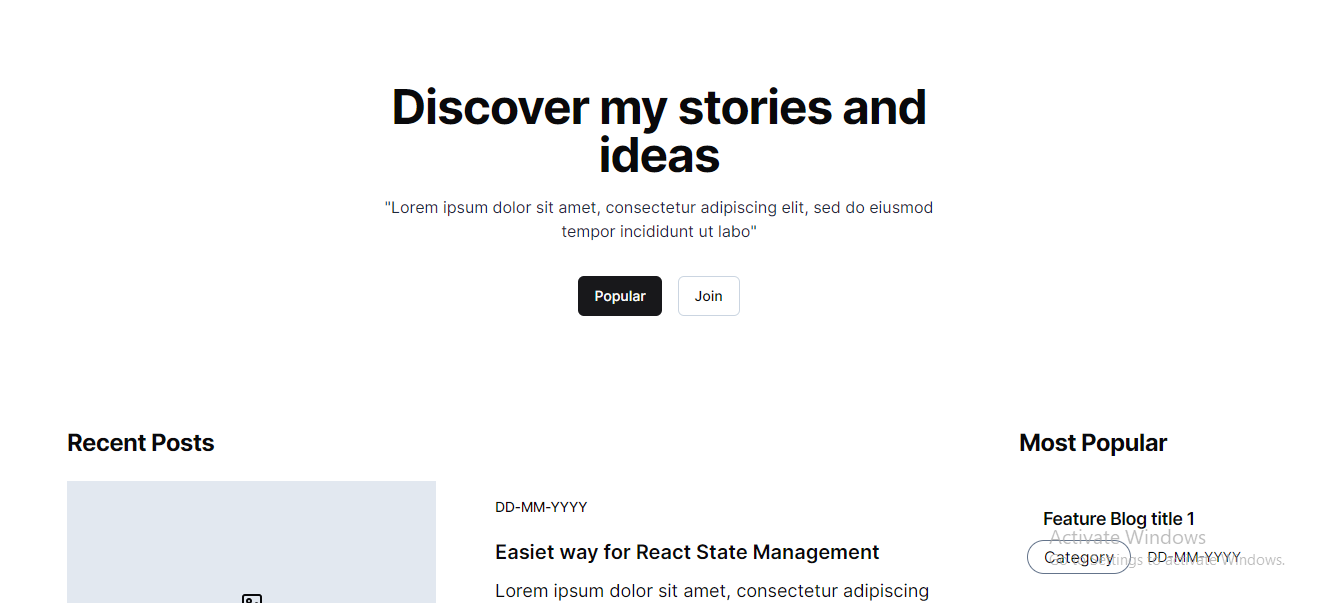 Discover my stories and
ideas
"Lorem ipsum dolor sit amet, consectetur adipiscing elit, sed do eiusmod
tempor incididunt ut labo"
Popular
Join
Recent Posts
Most Popular
DD-MM-YYYY
Easiet way for React State Management
Lorem ipsum dolor sit amet, consectetur adipiscing
Feature Blog title 1
Activate Windows
Category
DD-MM-YYYY
Go to Settings to activate Windows.